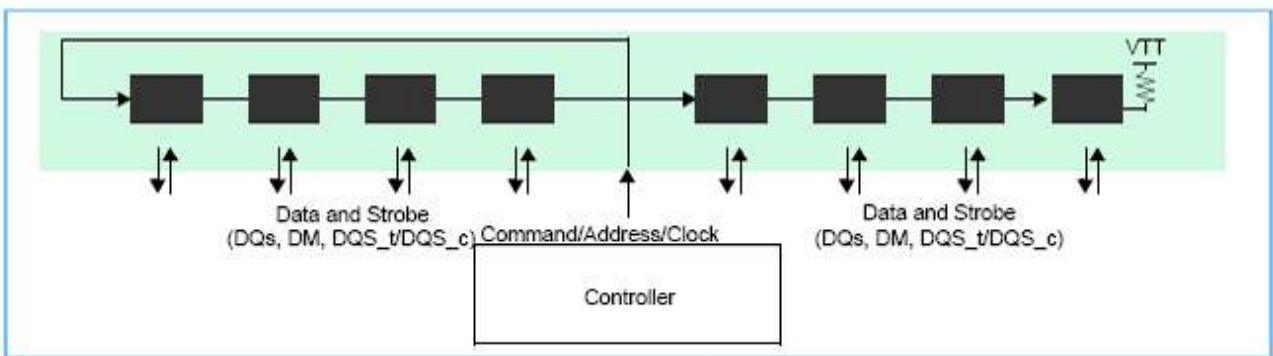 VTT
Data and Strobe
(DQs, DM, DQS_t/DQS_c)
Command/Address/Clock
Data and Strobe
(DQs, DM, DQS_t/DQS_c)
Controller